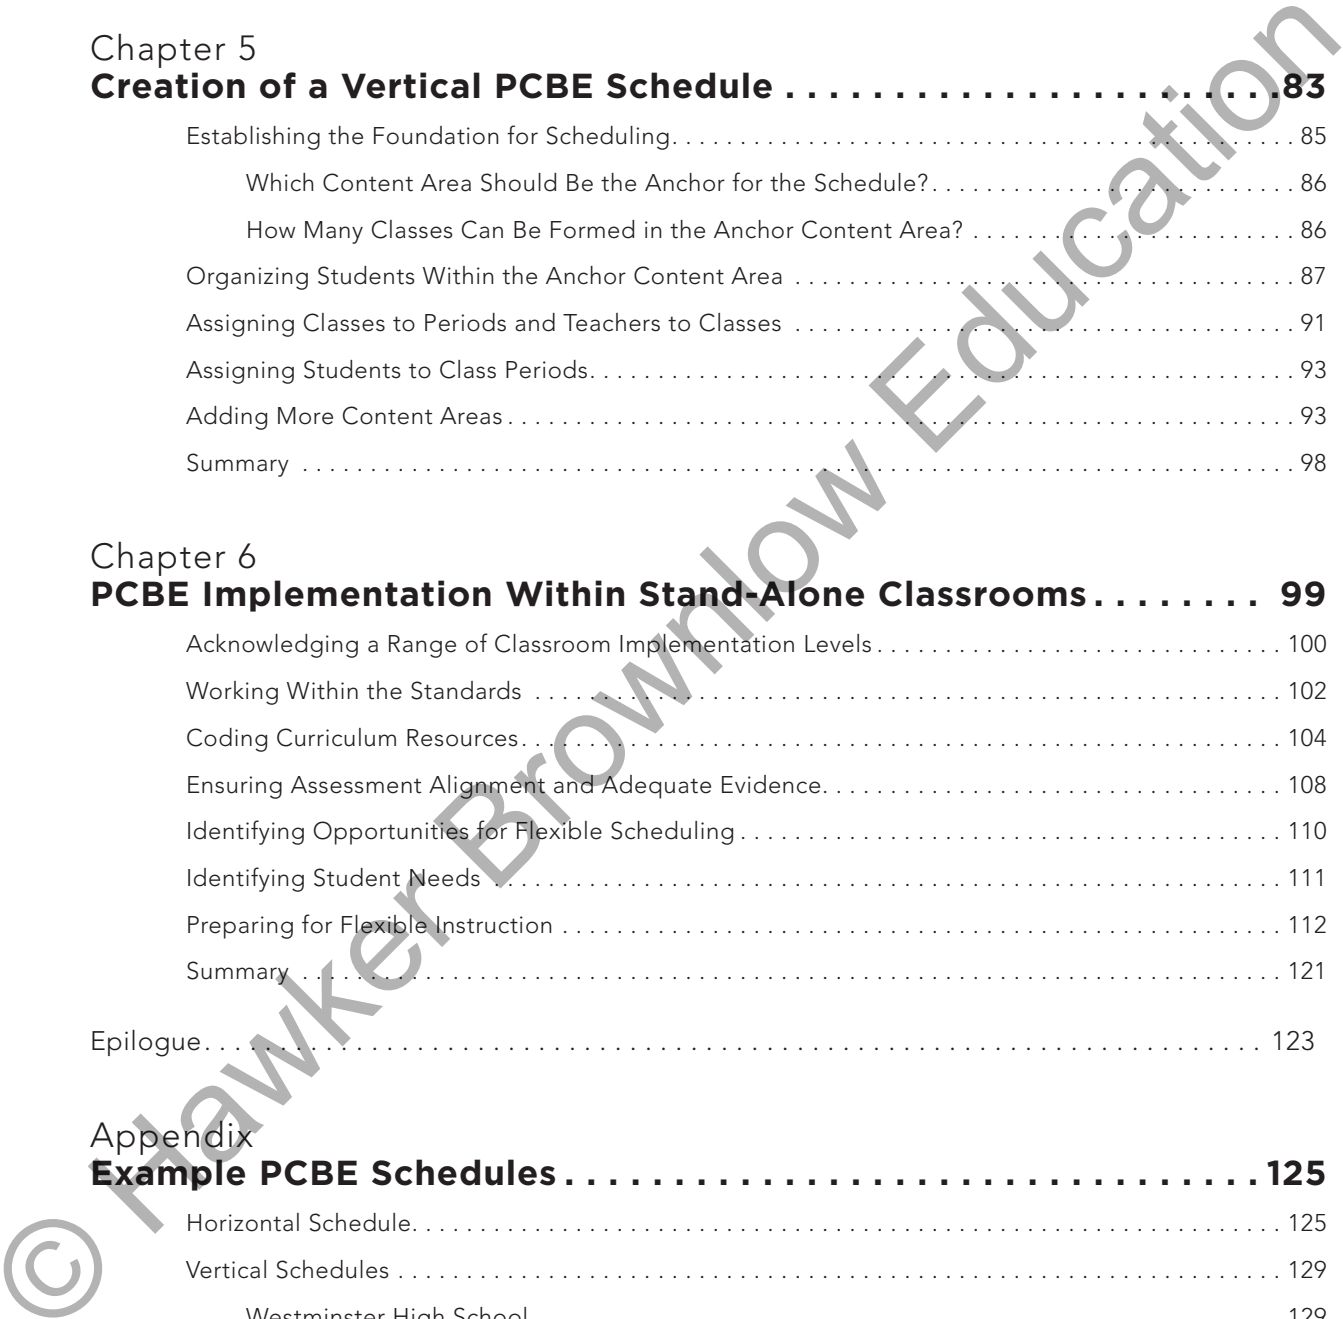 Chapter 5
Creation of a Vertical PCBE Schedule . . . . . . . . . . . . . . . . . . . . . . . .83
Establishing the Foundation for Scheduling. . . . . . . . . . . . . . . . . . . . . . . . . . . . . . . . . . . . . . . . . . . . . . 85
Which Content Area Should Be the Anchor for the Schedule?. . . . . . . . . . . . . . . . . . . . . . . . . . . 86
How Many Classes Can Be Formed in the Anchor Content Area? . . . . . . . . . . . . . . . . . . . . . . . . 86
Organizing Students Within the Anchor Content Area . . . . . . . . . . . . . . . . . . . . . . . . . . . . . . . . . . . . . 87
Assigning Classes to Periods and Teachers to Classes . . . . . . . . . . . . . . . . . . . . . . . . . . . . . . . . . . . . . 91
Assigning Students to Class Periods. . . . . . . . . . . . . . . . . . . . . . . . . . . . . . . . . . . . . . . . . . . . . . . . . . . . 93
Adding More Content Areas . . . . . . . . . . . . . . . . . . . . . . . . . . . . . . . . . . . . . . . . . . . . . . . . . . . . . . . . . . 93
Summary . . . . . . . . . . . . . . . . . . . . . . . . . . . . . . . . . . . . . . . . . . . . . . . . . . . . . . . . . . . . . . . . . . . . . . . . . 98
Chapter 6
PCBE Implementation Within Stand-Alone Classrooms . . . . . . . . 99
Acknowledging a Range of Classroom Implementation Levels . . . . . . . . . . . . . . . . . . . . . . . . . . . . . . 100
Working Within the Standards . . . . . . . . . . . . . . . . . . . . . . . . . . . . . . . . . . . . . . . . . . . . . . . . . . . . . . . 102
Coding Curriculum Resources. . . . . . . . . . . . . . . . . . . . . . . . . . . . . . . . . . . . . . . . . . . . . . . . . . . . . . . . 104
Ensuring Assessment Alignment and Adequate Evidence. . . . . . . . . . . . . . . . . . . . . . . . . . . . . . . . . . 108
Identifying Opportunities for Flexible Scheduling . . . . . . . . . . . . . . . . . . . . . . . . . . . . . . . . . . . . . . . . 110
Identifying Student Needs . . . . . . . . . . . . . . . . . . . . . . . . . . . . . . . . . . . . . . . . . . . . . . . . . . . . . . . . . . 111
Preparing for Flexible Instruction . . . . . . . . . . . . . . . . . . . . . . . . . . . . . . . . . . . . . . . . . . . . . . . . . . . . . 112
Summary . . . . . . . . . . . . . . . . . . . . . . . . . . . . . . . . . . . . . . . . . . . . . . . . . . . . . . . . . . . . . . . . . . . . . . . . 121
Epilogue. . . . . . . . . . . . . . . . . . . . . . . . . . . . . . . . . . . . . . . . . . . . . . . . . . . . . . . . . . . . . . . . . . . . . . . . 123
Appendix
Example PCBE Schedules . . . . . . . . . . . . . . . . . . . . . . . . . . . . . . . . 125
Horizontal Schedule. . . . . . . . . . . . . . . . . . . . . . . . . . . . . . . . . . . . . . . . . . . . . . . . . . . . . . . . . . . . . . . . 125
Vertical Schedules . . . . . . . . . . . . . . . . . . . . . . . . . . . . . . . . . . . . . . . . . . . . . . . . . . . . . . . . . . . . . . . . . 129
Westminster High School . . . . . . . . . . . . . . . . . . . . . . . . . . . . . . . . . . . . . . . . . . . . . . . . . . . . . . . 129
© Hawker Brownlow Education